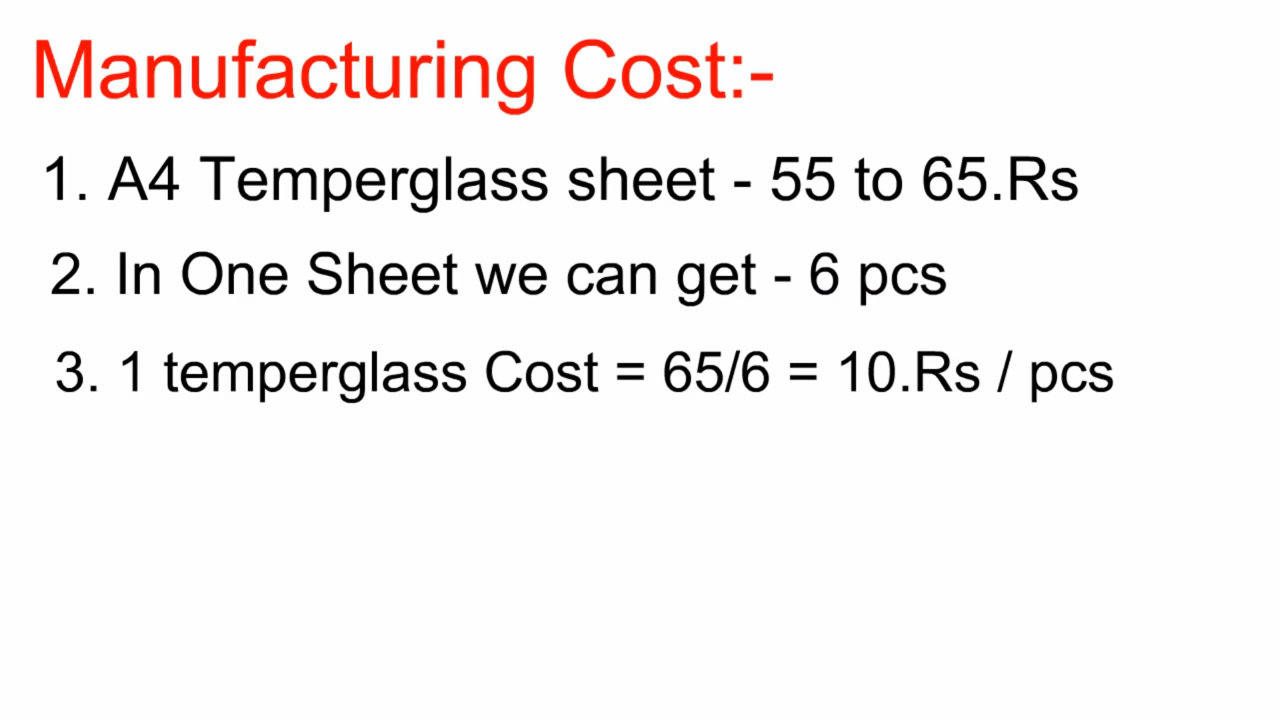 Manufacturing Cost:-
1. A4 Temperglass sheet - 55 to 65.Rs
2. In One Sheet we can get - 6 pcs
3. 1 temperglass Cost = 65/6 = 10.Rs / pcs